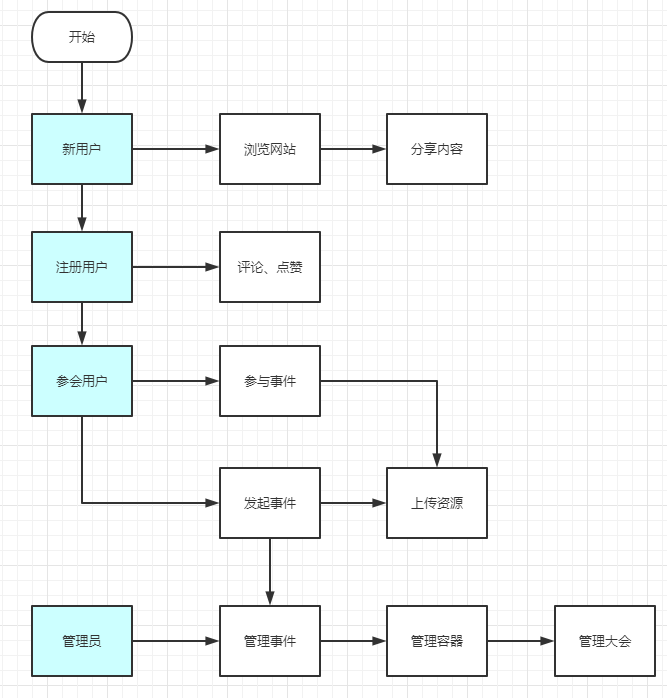 开始
新用户
浏览网站
分享内容
注册用户
评论、点赞
参会用户
参与事件
发起事件
上传资源
管理员
管理事件
管理容器
管理大会